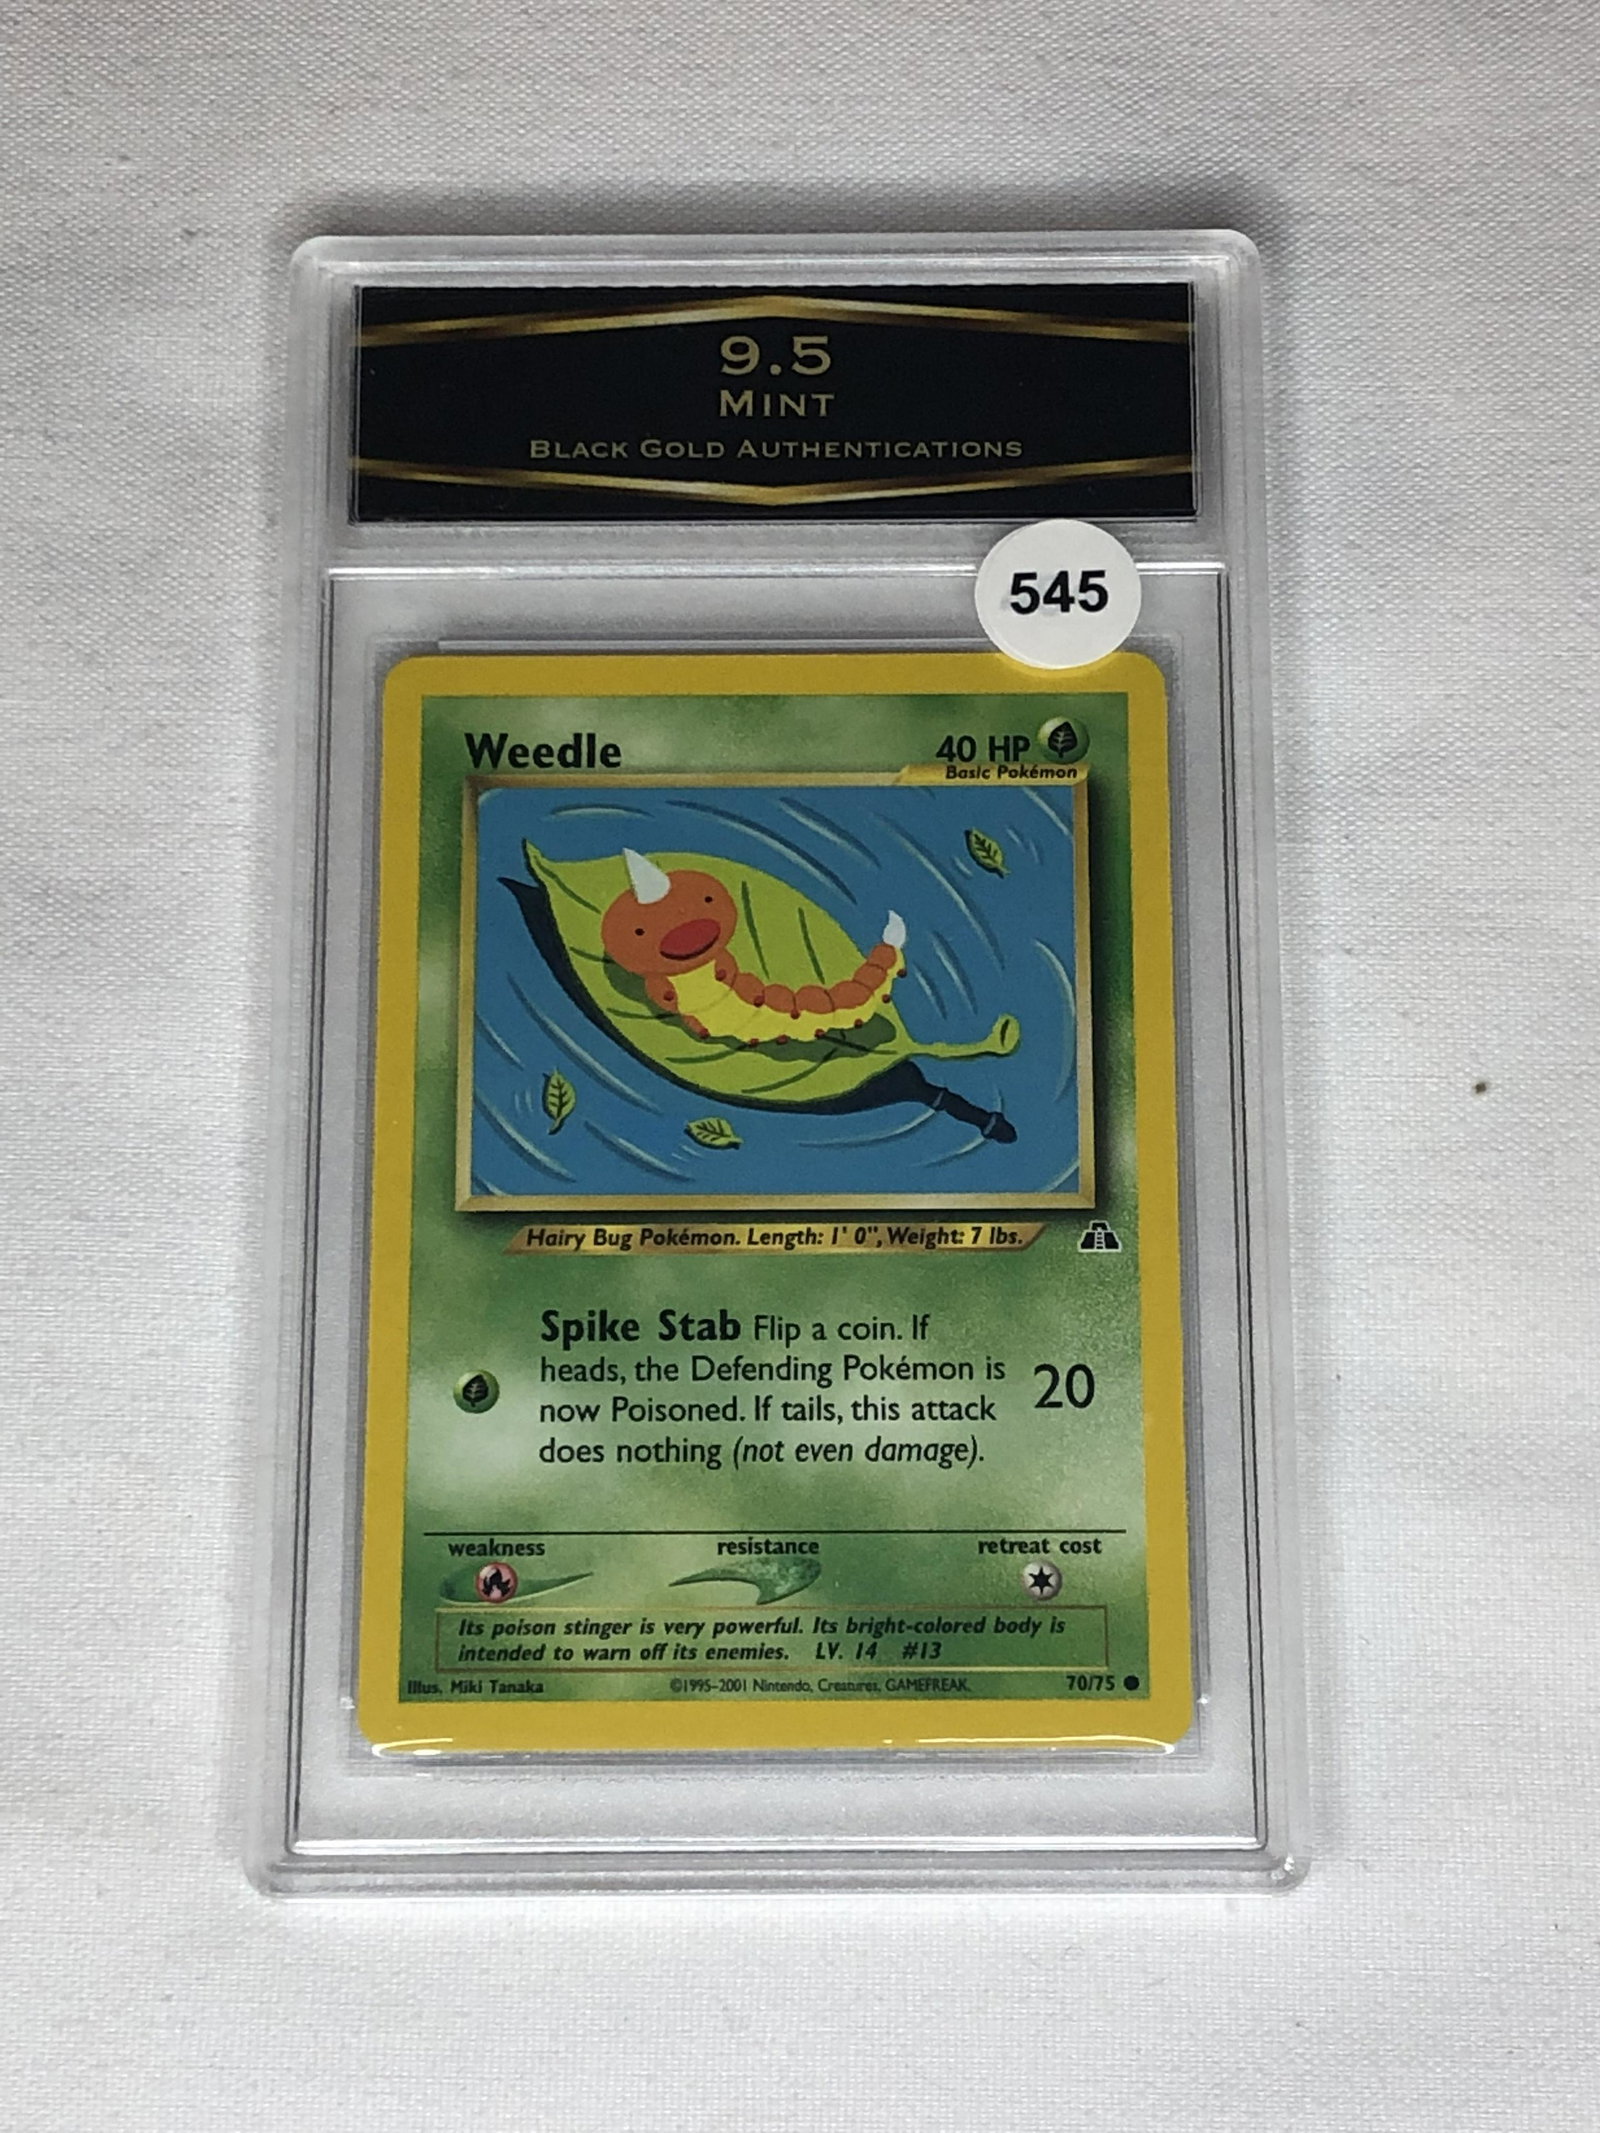 9.5
MINT
BLACK GOLD AUTHENTICATIONS
545
Weedle
40 HP
Basic Pokémon
Hairy Bug Pokémon. Length: 1' 0", Weight: 7 lbs.
Spike Stab Flip a coin. If
heads, the Defending Pokémon is
now Poisoned. If tails, this attack
does nothing (not even damage).
20
weakness resistance retreat cost
Its poison stinger is very powerful. Its bright-colored body is
intended to warn off its enemies. LV. 14 #13
Illus. Miki Tanaka ©1995-2001 Nintendo, Creatures, GAMEFREAK. 70/75